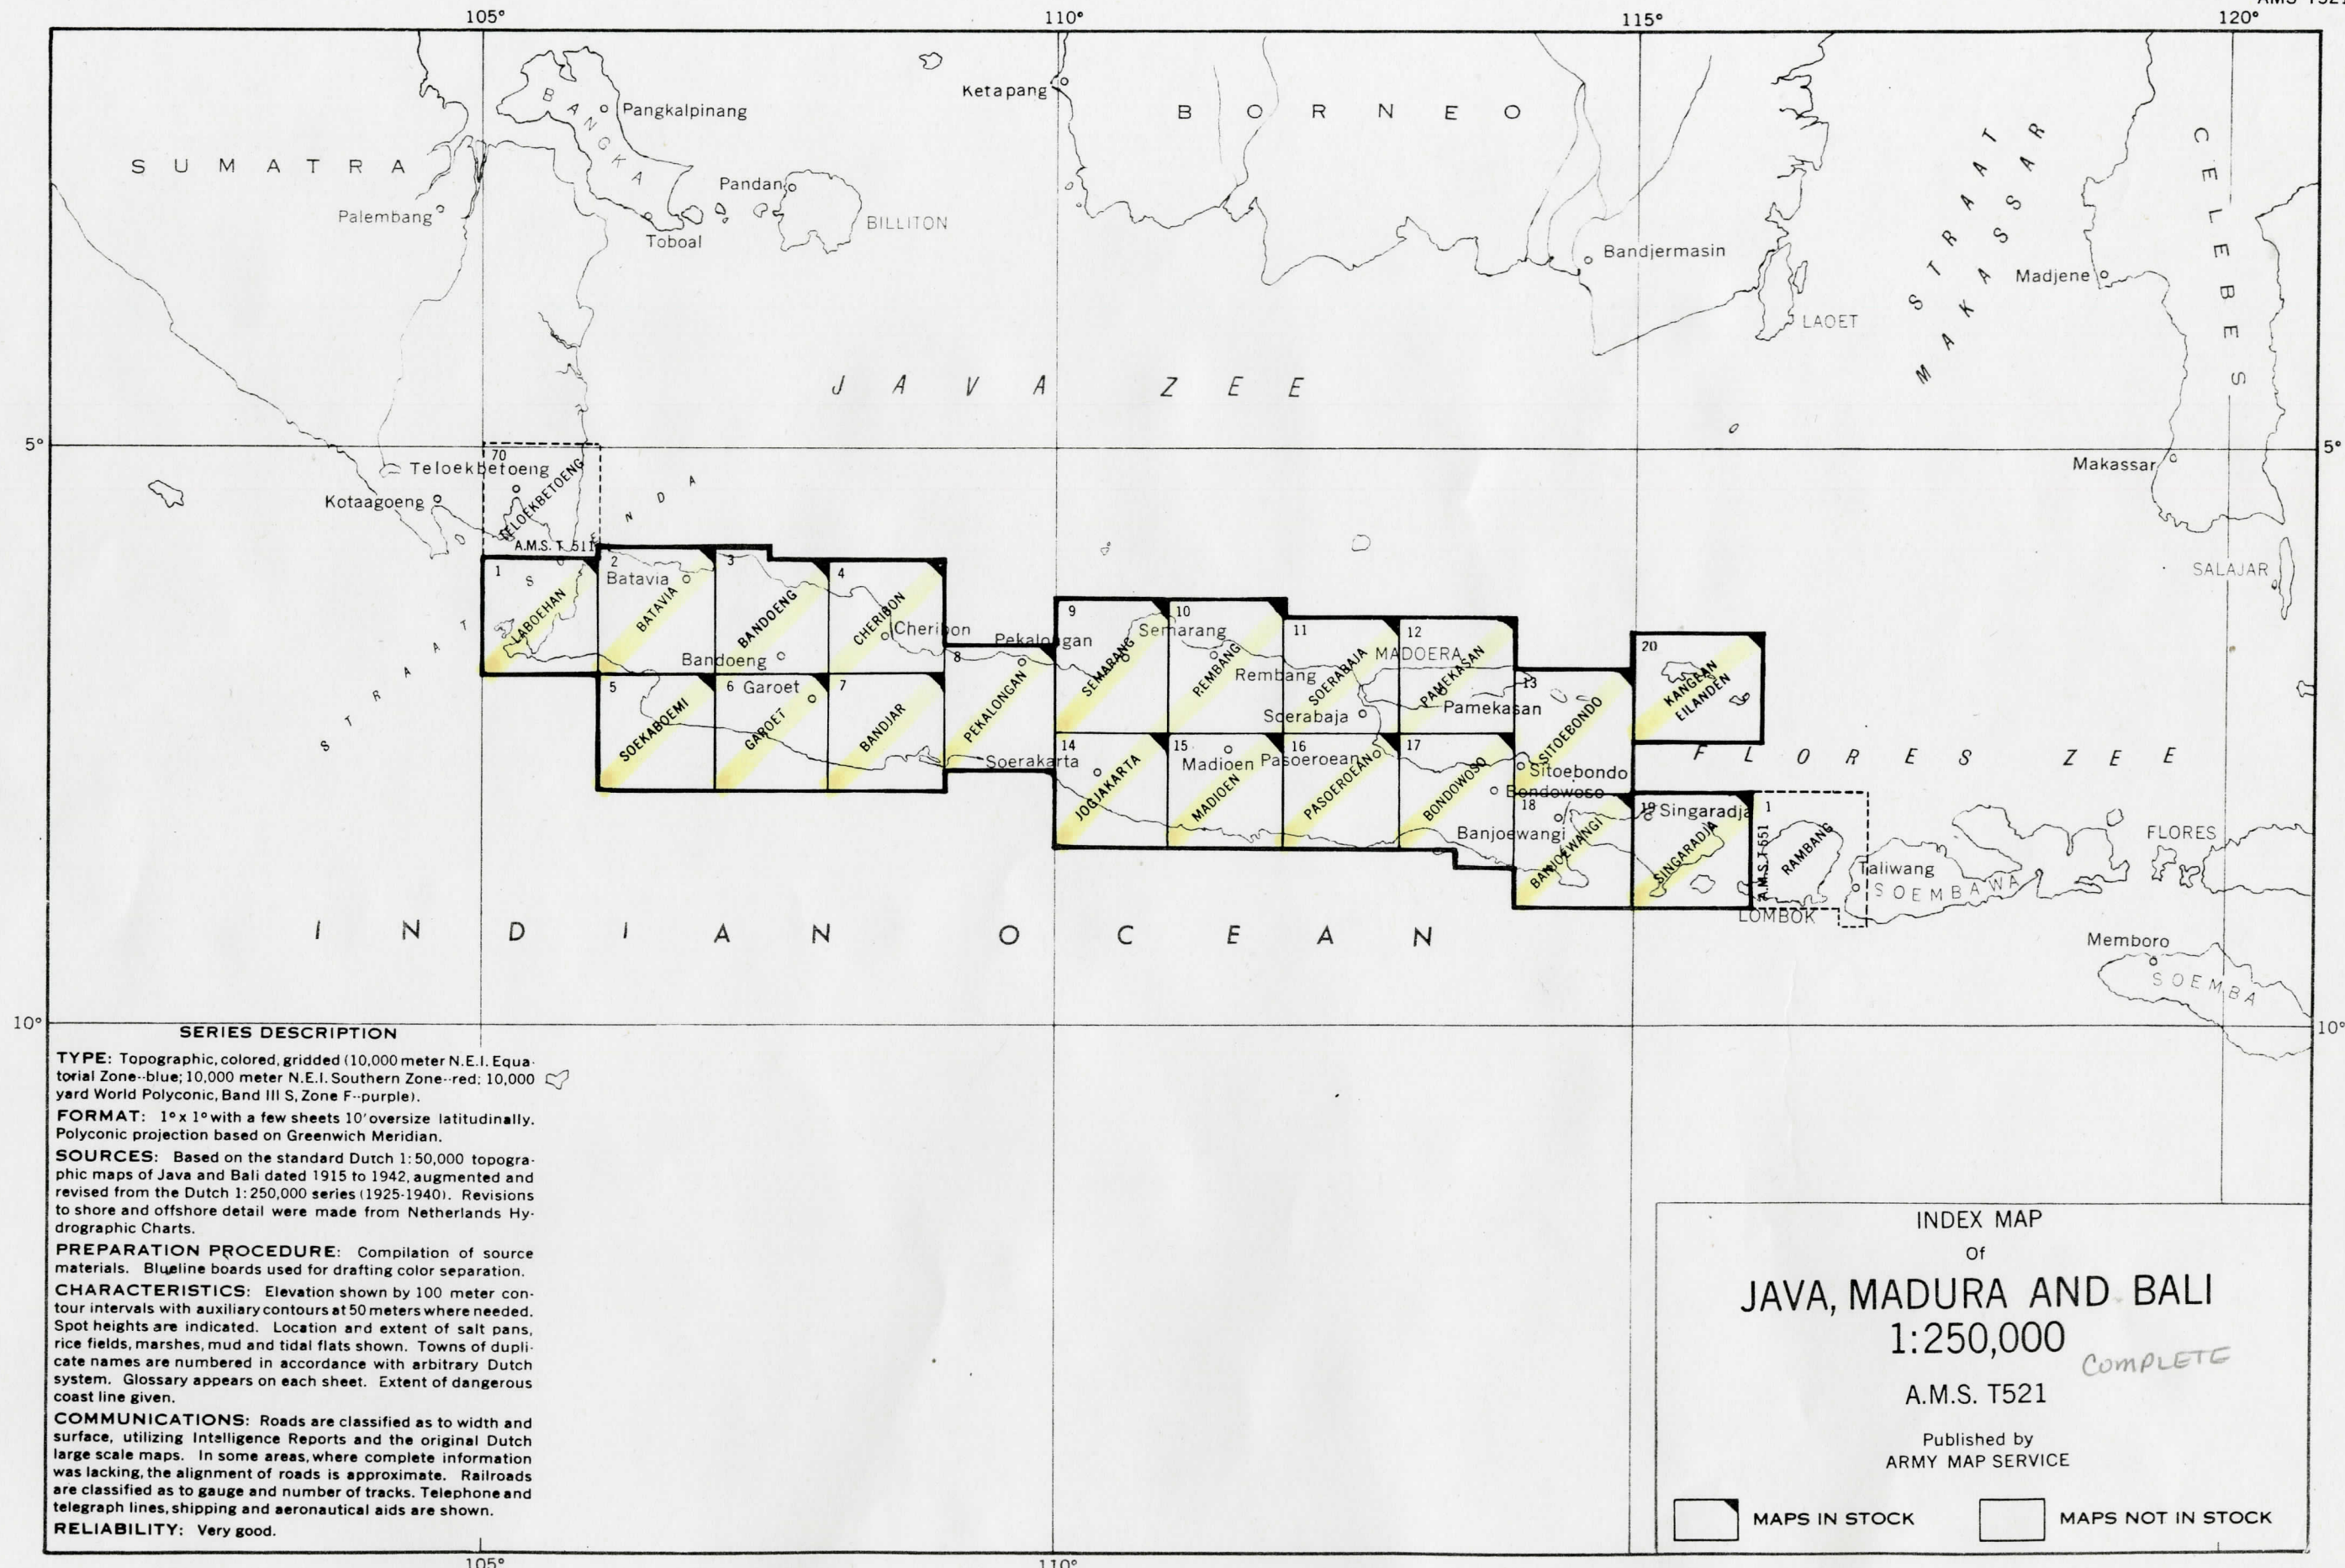 105°
110°
115°
120°
BANGKA
Pangkalpinang
Ketapang
BORNEO
SUMATRA
Palembang
Pandan
BILLITON
Toboal
Bandjermasin
LAOET
STRAAT
MAKASSAR
Madjene
CELEBES
JAVA ZEE
5°
5°
Teloekbetoeng
Kotaagoeng
70
TELOEKBETOENG
A.M.S. T 511
Makassar
SALAJAR
STRAAT SOENDA
1
LABOEHAN
2
Batavia
BATAVIA
3
BANDOENG
Bandoeng
4
CHERIBON
Cheribon
5
SOEKABOEMI
6
Garoet
GAROET
7
BANDJAR
8
Pekalongan
PEKALONGAN
9
SEMARANG
Semarang
10
REMBANG
Rembang
11
SOERABAJA
Soerabaja
12
MADOERA
PAMEKASAN
Pamekasan
13
SITOEBONDO
Sitoebondo
14
Soerakarta
JOGJAKARTA
15
Madioen
MADIOEN
16
Pasoeroean
PASOEROEAN
17
BONDOWOSO
Bondowoso
18
Banjoewangi
BANJOEWANGI
19
Singaradja
SINGARADJA
20
KANGEAN
EILANDEN
FLORES ZEE
1
A.M.S. T 551
RAMBANG
LOMBOK
Taliwang
SOEMBAWA
FLORES
Memboro
SOEMBA
INDIAN OCEAN
10°
10°
SERIES DESCRIPTION
TYPE: Topographic, colored, gridded (10,000 meter N.E.I. Equa-
torial Zone--blue; 10,000 meter N.E.I. Southern Zone--red; 10,000
yard World Polyconic, Band III S, Zone F--purple).
FORMAT: 1° x 1° with a few sheets 10' oversize latitudinally.
Polyconic projection based on Greenwich Meridian.
SOURCES: Based on the standard Dutch 1:50,000 topogra-
phic maps of Java and Bali dated 1915 to 1942, augmented and
revised from the Dutch 1:250,000 series (1925-1940). Revisions
to shore and offshore detail were made from Netherlands Hy-
drographic Charts.
PREPARATION PROCEDURE: Compilation of source
materials. Blueline boards used for drafting color separation.
CHARACTERISTICS: Elevation shown by 100 meter con-
tour intervals with auxiliary contours at 50 meters where needed.
Spot heights are indicated. Location and extent of salt pans,
rice fields, marshes, mud and tidal flats shown. Towns of dupli-
cate names are numbered in accordance with arbitrary Dutch
system. Glossary appears on each sheet. Extent of dangerous
coast line given.
COMMUNICATIONS: Roads are classified as to width and
surface, utilizing Intelligence Reports and the original Dutch
large scale maps. In some areas, where complete information
was lacking, the alignment of roads is approximate. Railroads
are classified as to gauge and number of tracks. Telephone and
telegraph lines, shipping and aeronautical aids are shown.
RELIABILITY: Very good.
INDEX MAP
Of
JAVA, MADURA AND BALI
1:250,000
COMPLETE
A.M.S. T521
Published by
ARMY MAP SERVICE
MAPS IN STOCK
MAPS NOT IN STOCK
105°
110°